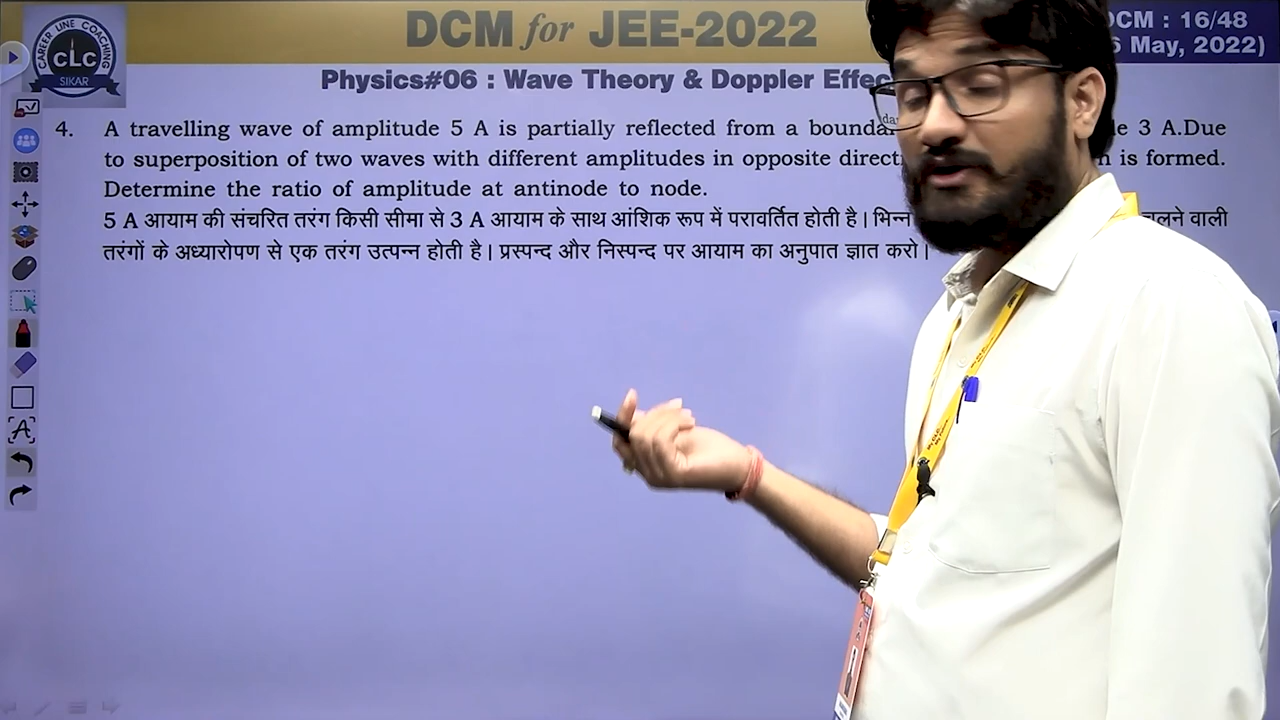 DCM for JEE-2022
DCM : 16/48
May, 2022)
CAREER LINE COACHING
CLC
SIKAR
Physics#06 : Wave Theory & Doppler Effec
4. A travelling wave of amplitude 5 A is partially reflected from a bounda 3 A.Due
to superposition of two waves with different amplitudes in opposite direct is formed.
Determine the ratio of amplitude at antinode to node.
5 A आयाम की संचरित तरंग किसी सीमा से 3 A आयाम के साथ आंशिक रूप में परावर्तित होती है। भिन्न चलने वाली
तरंगों के अध्यारोपण से एक तरंग उत्पन्न होती है। प्रस्पन्द और निस्पन्द पर आयाम का अनुपात ज्ञात करो।